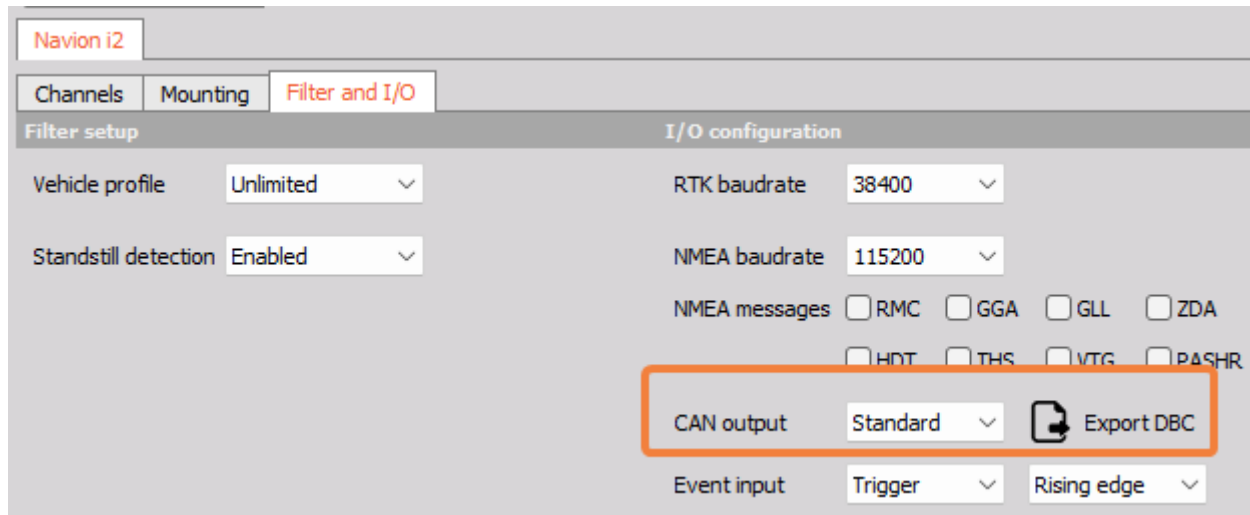 Navion i2
Channels Mounting Filter and I/O
Filter setup
Vehicle profile Unlimited
Standstill detection Enabled
I/O configuration
RTK baudrate 38400
NMEA baudrate 115200
NMEA messages RMC GGA GLL ZDA
HDT THS VTG PASHR
CAN output Standard Export DBC
Event input Trigger Rising edge